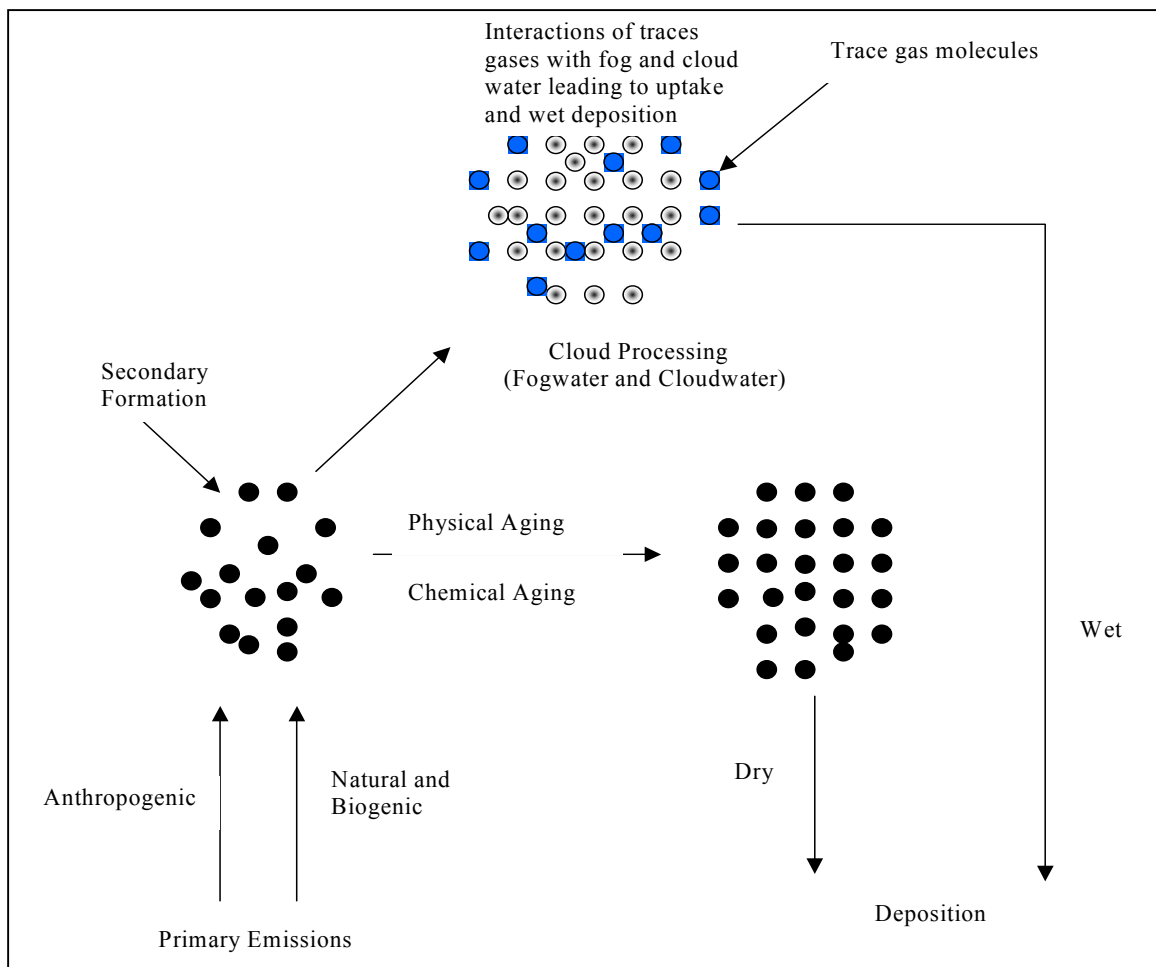 Interactions of traces
gases with fog and cloud
water leading to uptake
and wet deposition
Trace gas molecules
Cloud Processing
(Fogwater and Cloudwater)
Secondary
Formation
Physical Aging
Chemical Aging
Wet
Dry
Natural and
Biogenic
Anthropogenic
Deposition
Primary Emissions